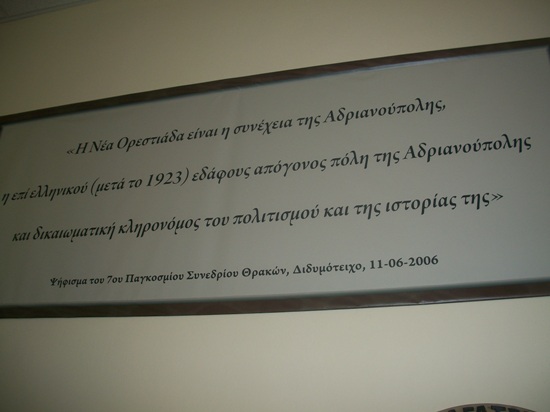 «Η Νέα Ορεστιάδα είναι η συνέχεια της Αδριανούπολης,
η επί ελληνικού (μετά το 1923) εδάφους απόγονος πόλη της Αδριανούπολης
και δικαιωματική κληρονόμος του πολιτισμού και της ιστορίας της»
Ψήφισμα του 7ου Παγκοσμίου Συνεδρίου Θρακών, Διδυμότειχο, 11-06-2006